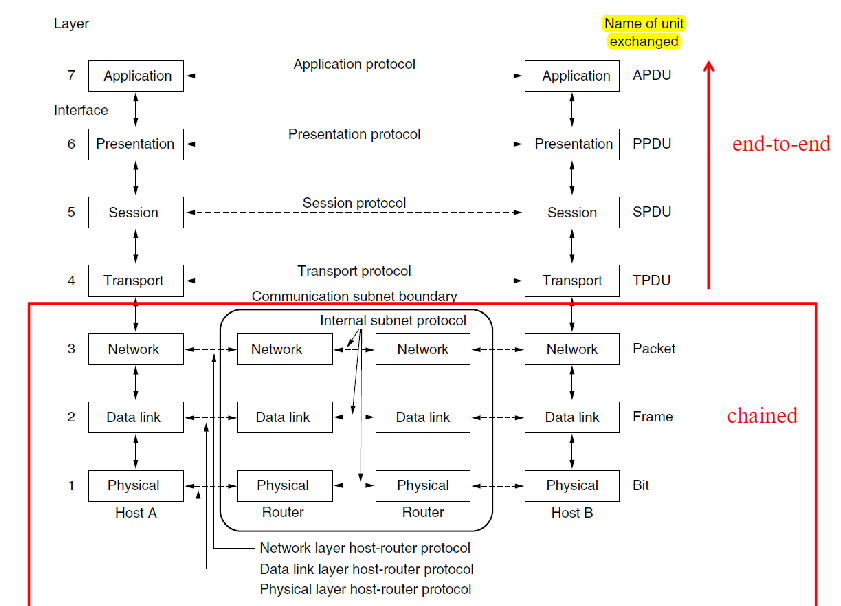 Layer
Name of unit
exchanged
7 Application Application protocol Application APDU
Interface
6 Presentation Presentation protocol Presentation PPDU
end-to-end
5 Session Session protocol Session SPDU
4 Transport Transport protocol Transport TPDU
Communication subnet boundary
Internal subnet protocol
3 Network Network Network Network Packet
2 Data link Data link Data link Data link Frame
chained
1 Physical Physical Physical Physical Bit
Host A Router Router Host B
Network layer host-router protocol
Data link layer host-router protocol
Physical layer host-router protocol